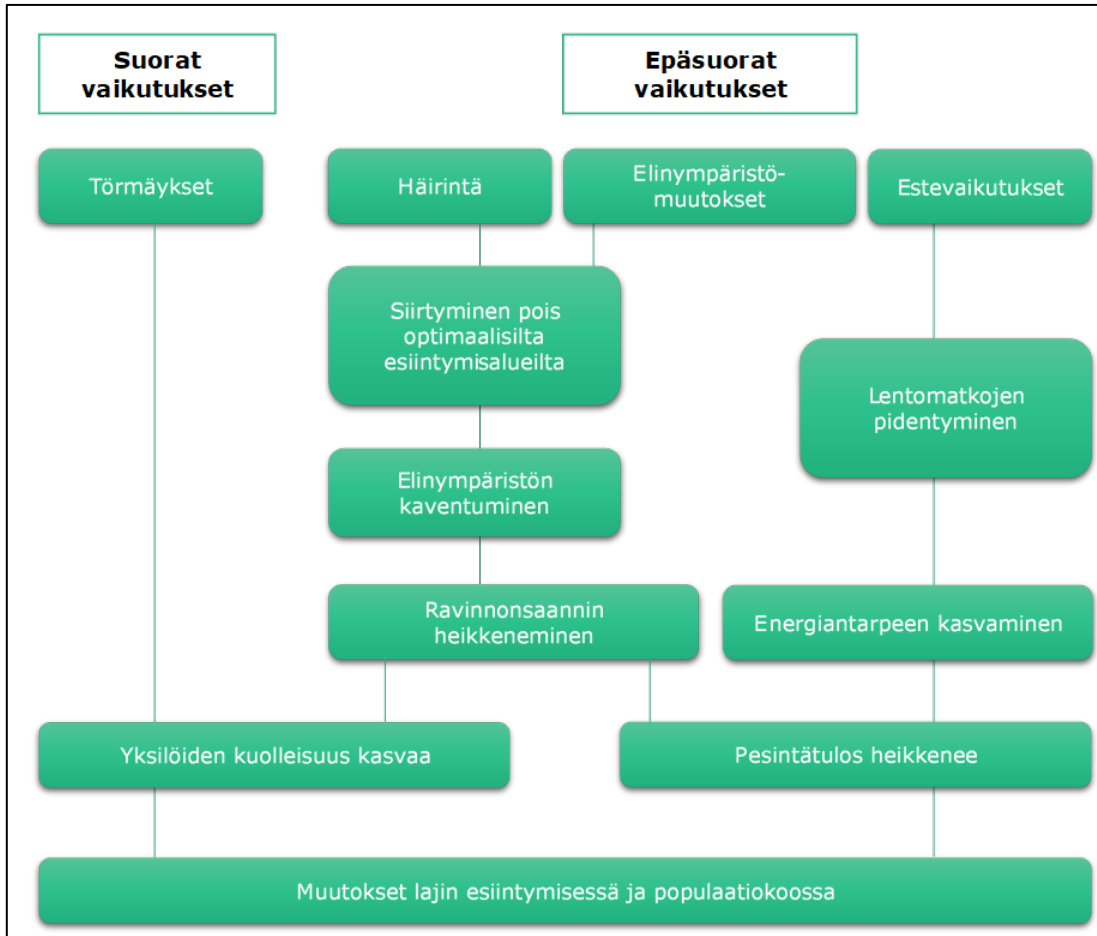 Suorat
vaikutukset
Epäsuorat
vaikutukset
Törmäykset
Häirintä
Elinympäristö-
muutokset
Estevaikutukset
Siirtyminen pois
optimaalisilta
esiintymisalueilta
Lentomatkojen
pidentyminen
Elinympäristön
kaventuminen
Ravinnonsaannin
heikkeneminen
Energiantarpeen kasvaminen
Yksilöiden kuolleisuus kasvaa
Pesintätulos heikkenee
Muutokset lajin esiintymisessä ja populaatiokoossa